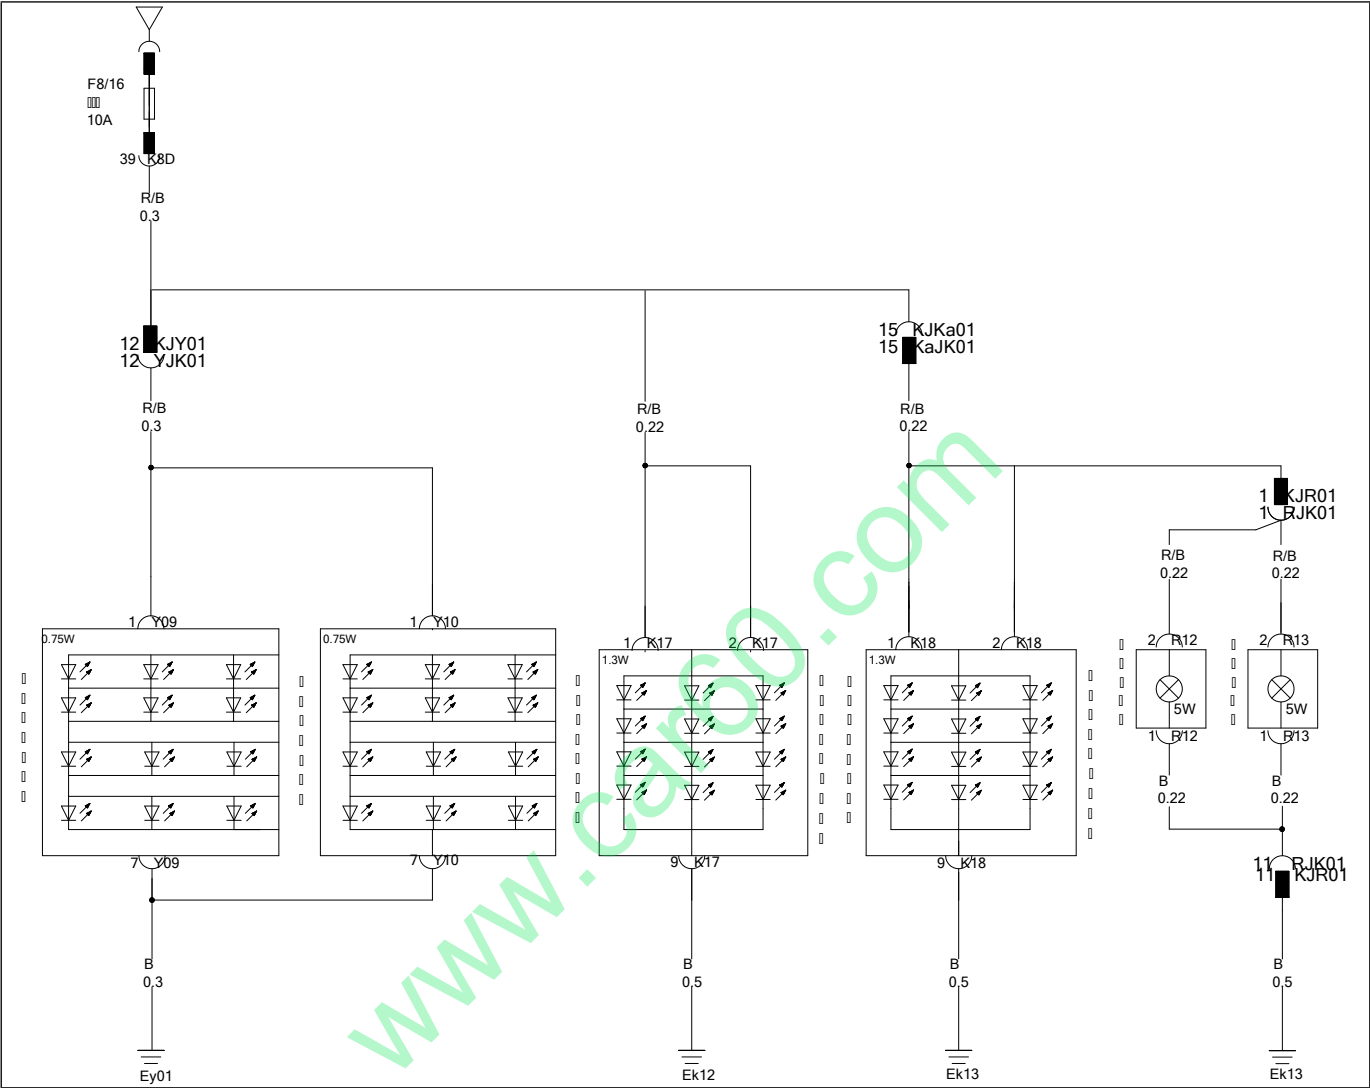 F8/16
10A
39 K8D
R/B
0.3
12 KJY01
12 YJK01
15 KJKa01
15 KaJK01
R/B
0.3
R/B
0.22
R/B
0.22
1 KJR01
1 RJK01
R/B
0.22
R/B
0.22
1 Y09
1 Y10
1 K17
2 K17
1 K18
2 K18
2 R12
2 R13
0.75W
0.75W
1.3W
1.3W
5W
5W
1 R12
1 R13
B
0.22
B
0.22
7 Y09
7 Y10
9 K17
9 K18
11 RJK01
11 KJR01
B
0.3
B
0.5
B
0.5
B
0.5
Ey01
Ek12
Ek13
Ek13
www.car60.com